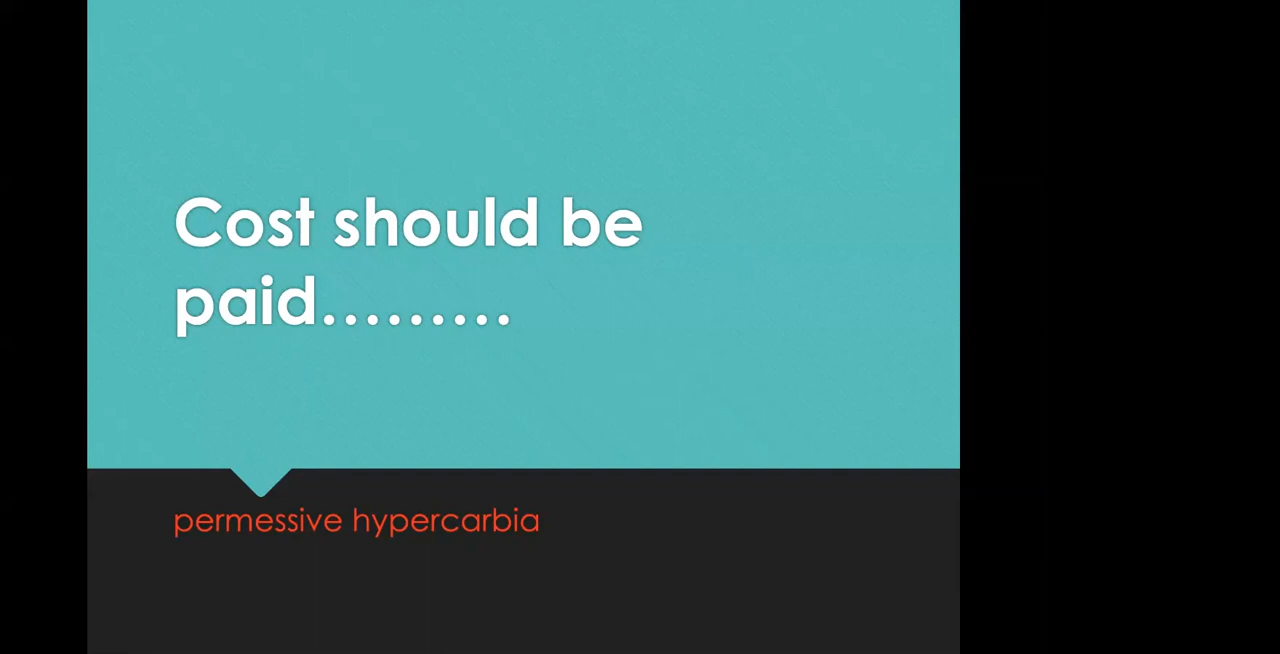 Cost should be
paid.........
permessive hypercarbia